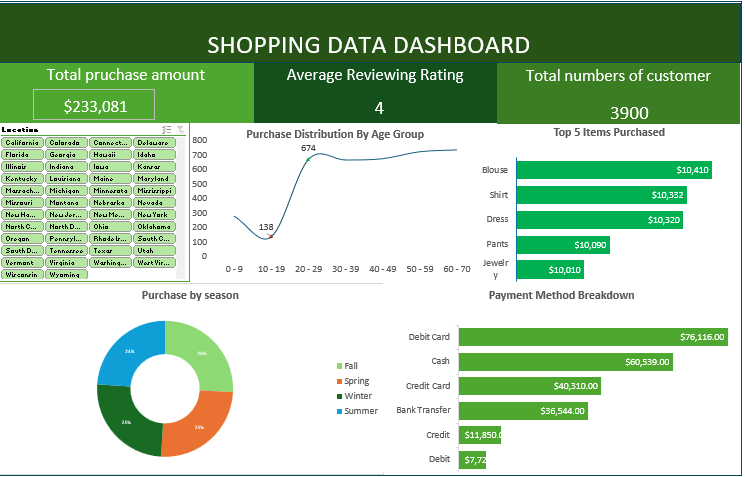 SHOPPING DATA DASHBOARD
Total pruchase amount
$233,081
Average Reviewing Rating
4
Total numbers of customer
3900
Location
California Colorado Connect... Delaware
Florida Georgia Hawaii Idaho
Illinois Indiana Iowa Kansas
Kentucky Louisiana Maine Maryland
Massach... Michigan Minnesota Mississippi
Missouri Montana Nebraska Nevada
New Ha... New Jer... New Me... New York
North C... North D... Ohio Oklahoma
Oregon Pennsyl... Rhode Is... South C...
South D... Tennessee Texas Utah
Vermont Virginia Washing... West Vir...
Wisconsin Wyoming
Purchase Distribution By Age Group
800
700
600
500
400
300
200
100
0
674
138
0 - 9 10 - 19 20 - 29 30 - 39 40 - 49 50 - 59 60 - 70
Top 5 Items Purchased
Blouse $10,410
Shirt $10,332
Dress $10,320
Pants $10,090
Jewelr
y
$10,010
Purchase by season
26%
25%
25%
24%
Fall
Spring
Winter
Summer
Payment Method Breakdown
Debit Card $76,116.00
Cash $60,539.00
Credit Card $40,310.00
Bank Transfer $36,544.00
Credit $11,850.0
Debit $7,72